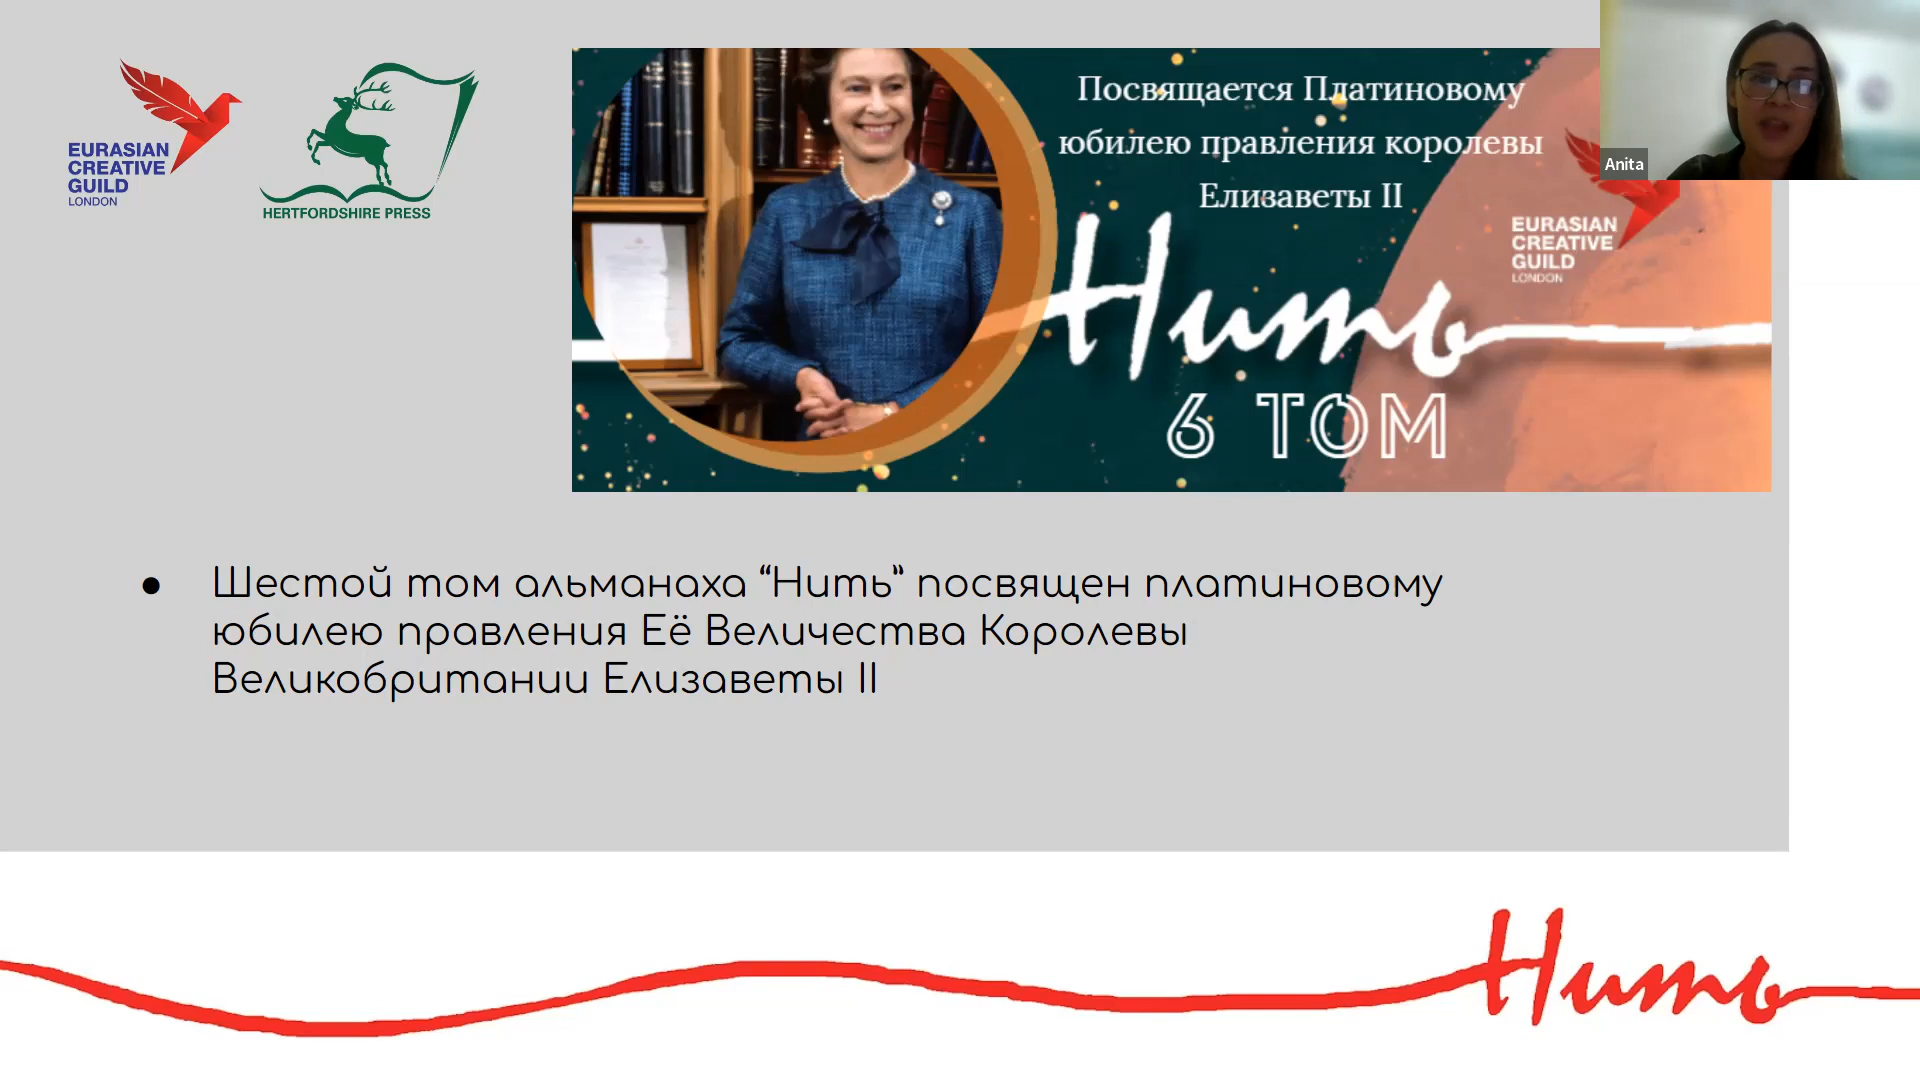 EURASIAN
CREATIVE
GUILD
LONDON
HERTFORDSHIRE PRESS
Посвящается Платиновому
юбилею правления королевы
Елизаветы II
Нить
6 ТОМ
EURASIAN
CREATIVE
GUILD
LONDON
Anita
● Шестой том альманаха “Нить” посвящен платиновому
юбилею правления Её Величества Королевы
Великобритании Елизаветы II
Нить